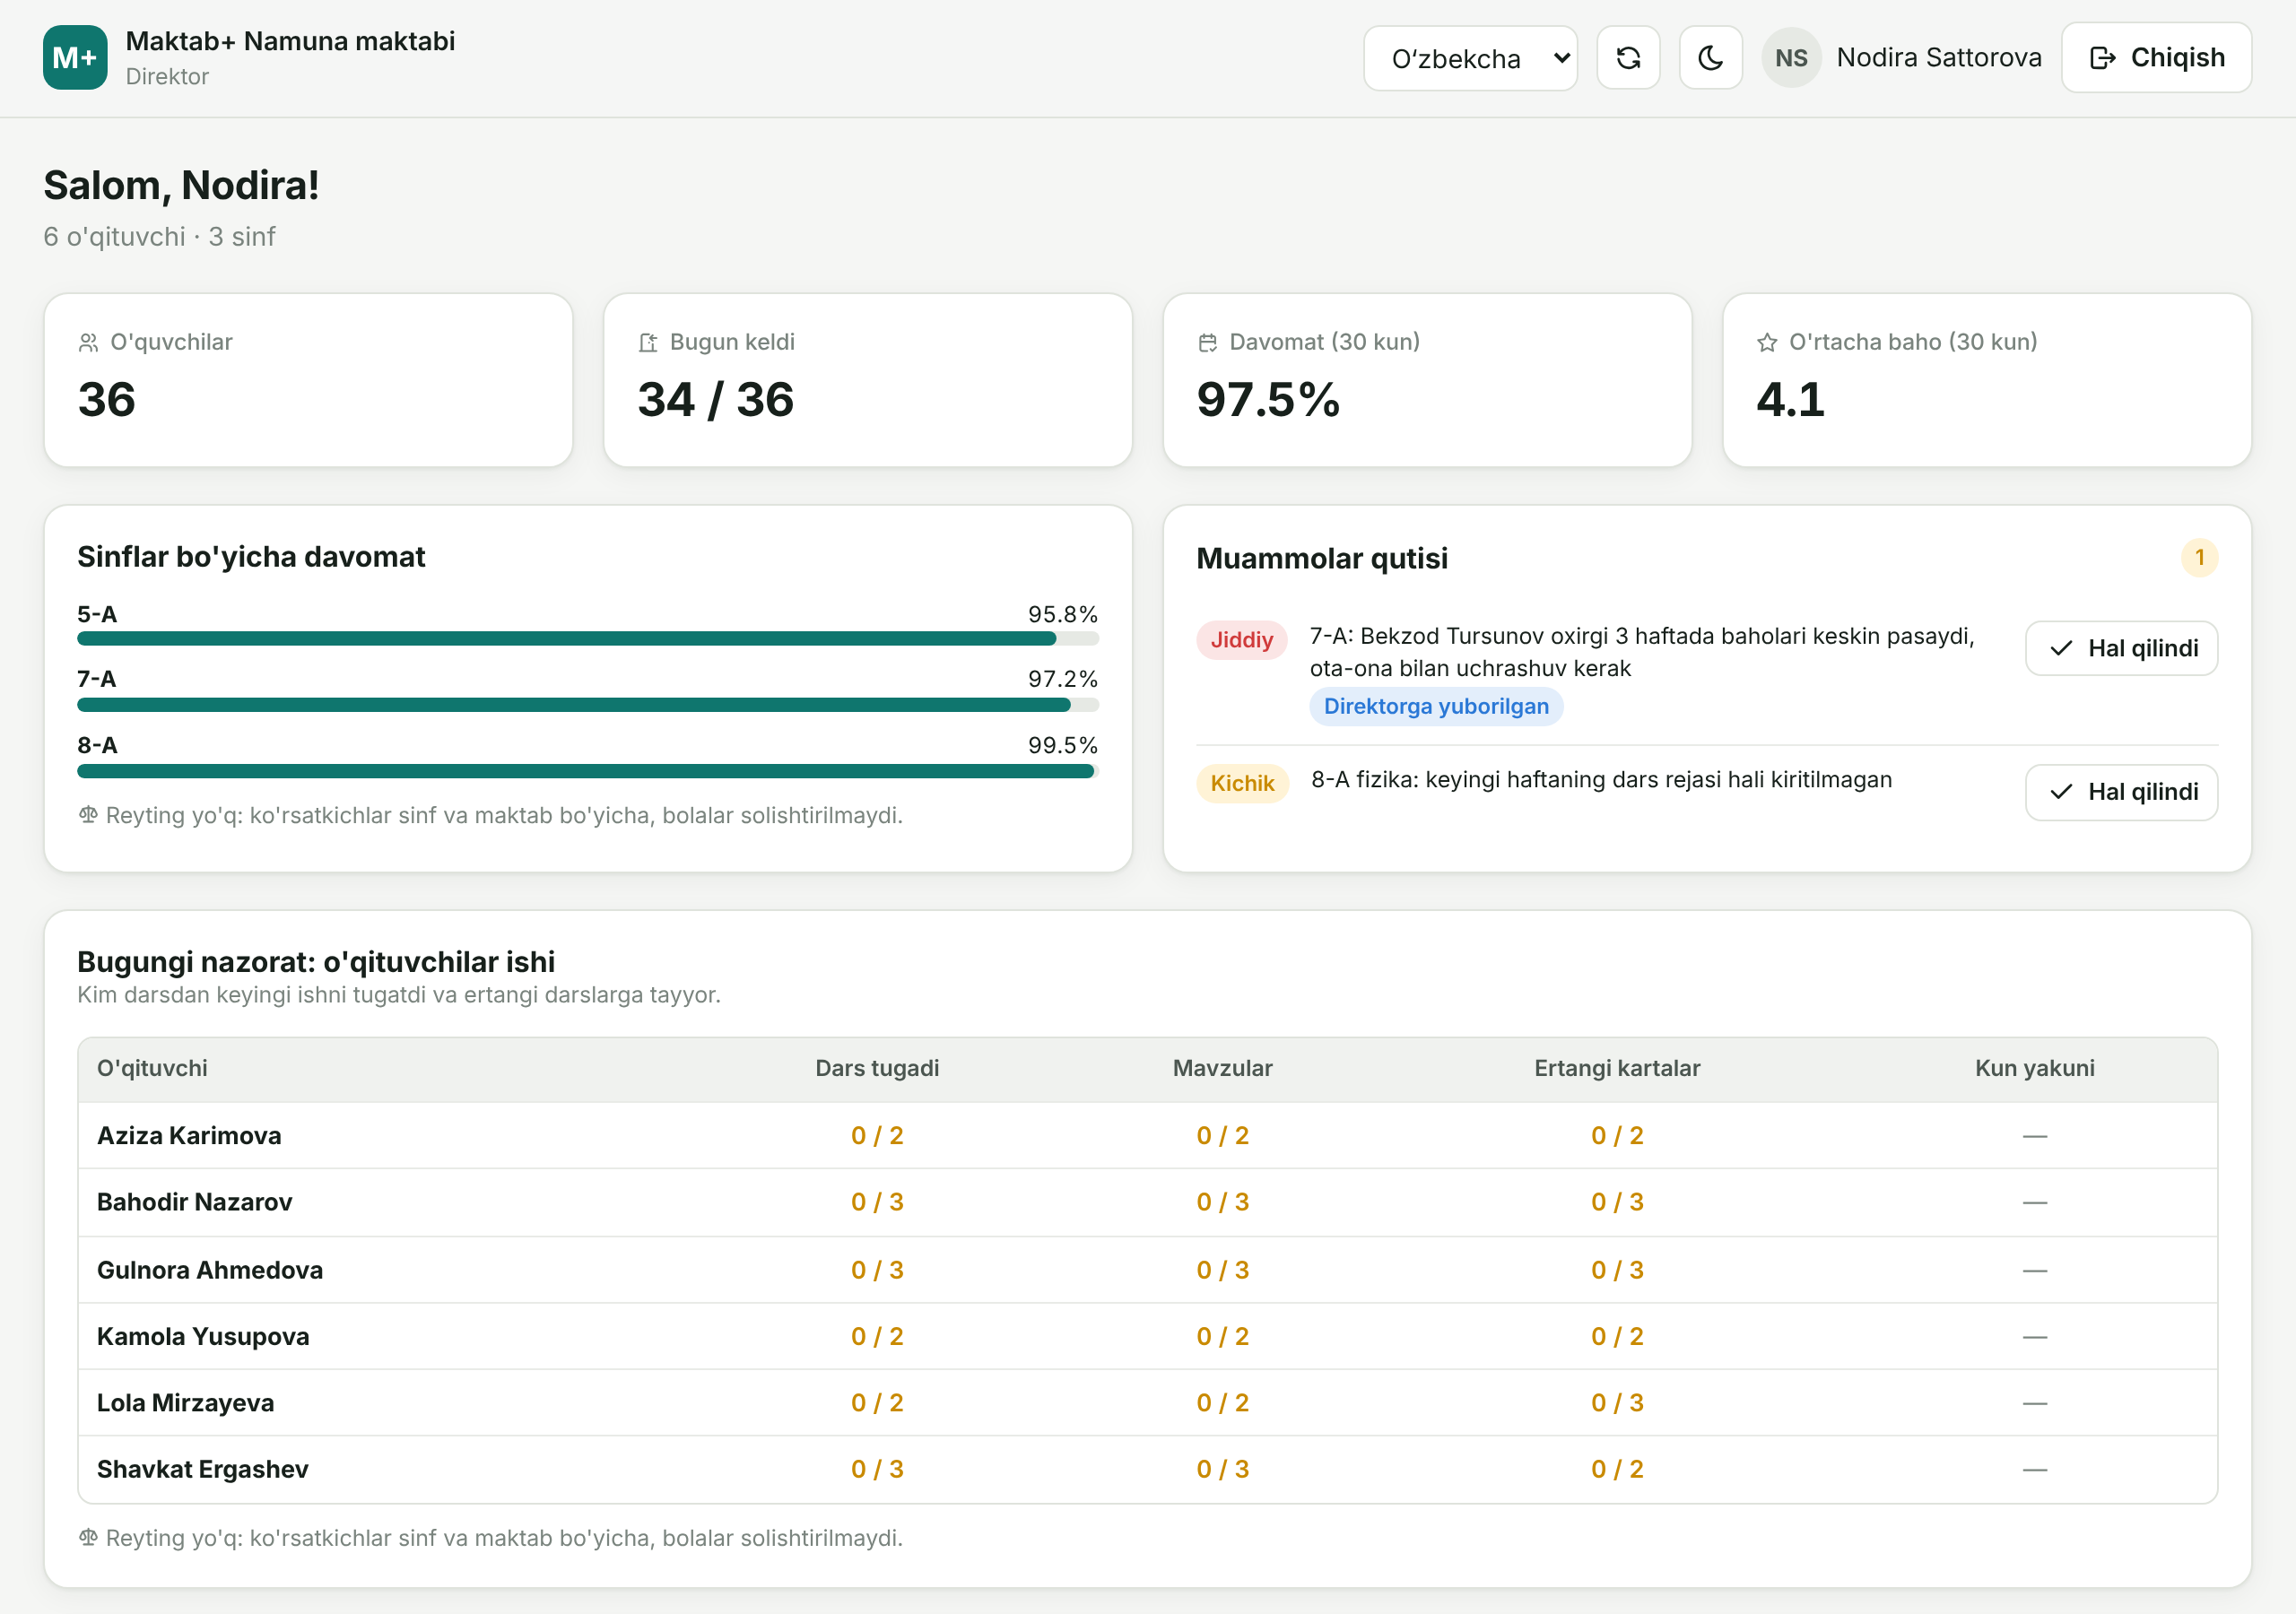 M+
Maktab+ Namuna maktabi
Direktor
Oʻzbekcha
NS
Nodira Sattorova
Chiqish
Salom, Nodira!
6 o'qituvchi · 3 sinf
O'quvchilar
36
Bugun keldi
34 / 36
Davomat (30 kun)
97.5%
O'rtacha baho (30 kun)
4.1
Sinflar bo'yicha davomat
5-A 95.8%
7-A 97.2%
8-A 99.5%
Reyting yo'q: ko'rsatkichlar sinf va maktab bo'yicha, bolalar solishtirilmaydi.
Muammolar qutisi
1
Jiddiy
7-A: Bekzod Tursunov oxirgi 3 haftada baholari keskin pasaydi,
ota-ona bilan uchrashuv kerak
Direktorga yuborilgan
Hal qilindi
Kichik
8-A fizika: keyingi haftaning dars rejasi hali kiritilmagan
Hal qilindi
Bugungi nazorat: o'qituvchilar ishi
Kim darsdan keyingi ishni tugatdi va ertangi darslarga tayyor.
O'qituvchi Dars tugadi Mavzular Ertangi kartalar Kun yakuni
Aziza Karimova 0 / 2 0 / 2 0 / 2 —
Bahodir Nazarov 0 / 3 0 / 3 0 / 3 —
Gulnora Ahmedova 0 / 3 0 / 3 0 / 3 —
Kamola Yusupova 0 / 2 0 / 2 0 / 2 —
Lola Mirzayeva 0 / 2 0 / 2 0 / 3 —
Shavkat Ergashev 0 / 3 0 / 3 0 / 2 —
Reyting yo'q: ko'rsatkichlar sinf va maktab bo'yicha, bolalar solishtirilmaydi.